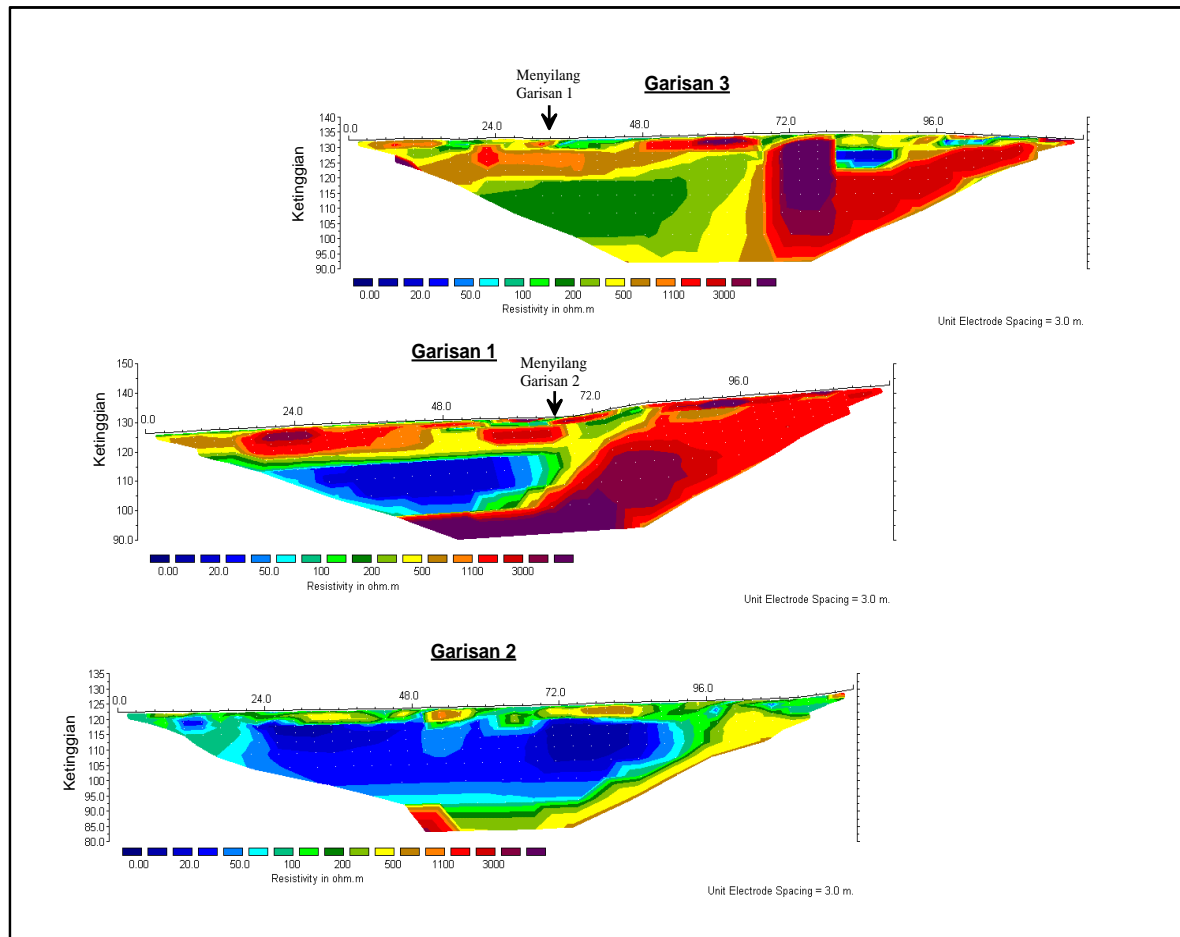 Menyilang
Garisan 1
Garisan 3
140
135
130
125
120
115
110
105
100
95.0
90.0
Ketinggian
0.0
24.0
48.0
72.0
96.0
0.00 20.0 50.0 100 200 500 1100 3000
Resistivity in ohm.m
Unit Electrode Spacing = 3.0 m.
Garisan 1
Menyilang
Garisan 2
150
140
130
120
110
100
90.0
Ketinggian
0.0
24.0
48.0
72.0
96.0
0.00 20.0 50.0 100 200 500 1100 3000
Resistivity in ohm.m
Unit Electrode Spacing = 3.0 m.
Garisan 2
135
130
125
120
115
110
105
100
95.0
90.0
85.0
80.0
Ketinggian
0.0
24.0
48.0
72.0
96.0
0.00 20.0 50.0 100 200 500 1100 3000
Resistivity in ohm.m
Unit Electrode Spacing = 3.0 m.